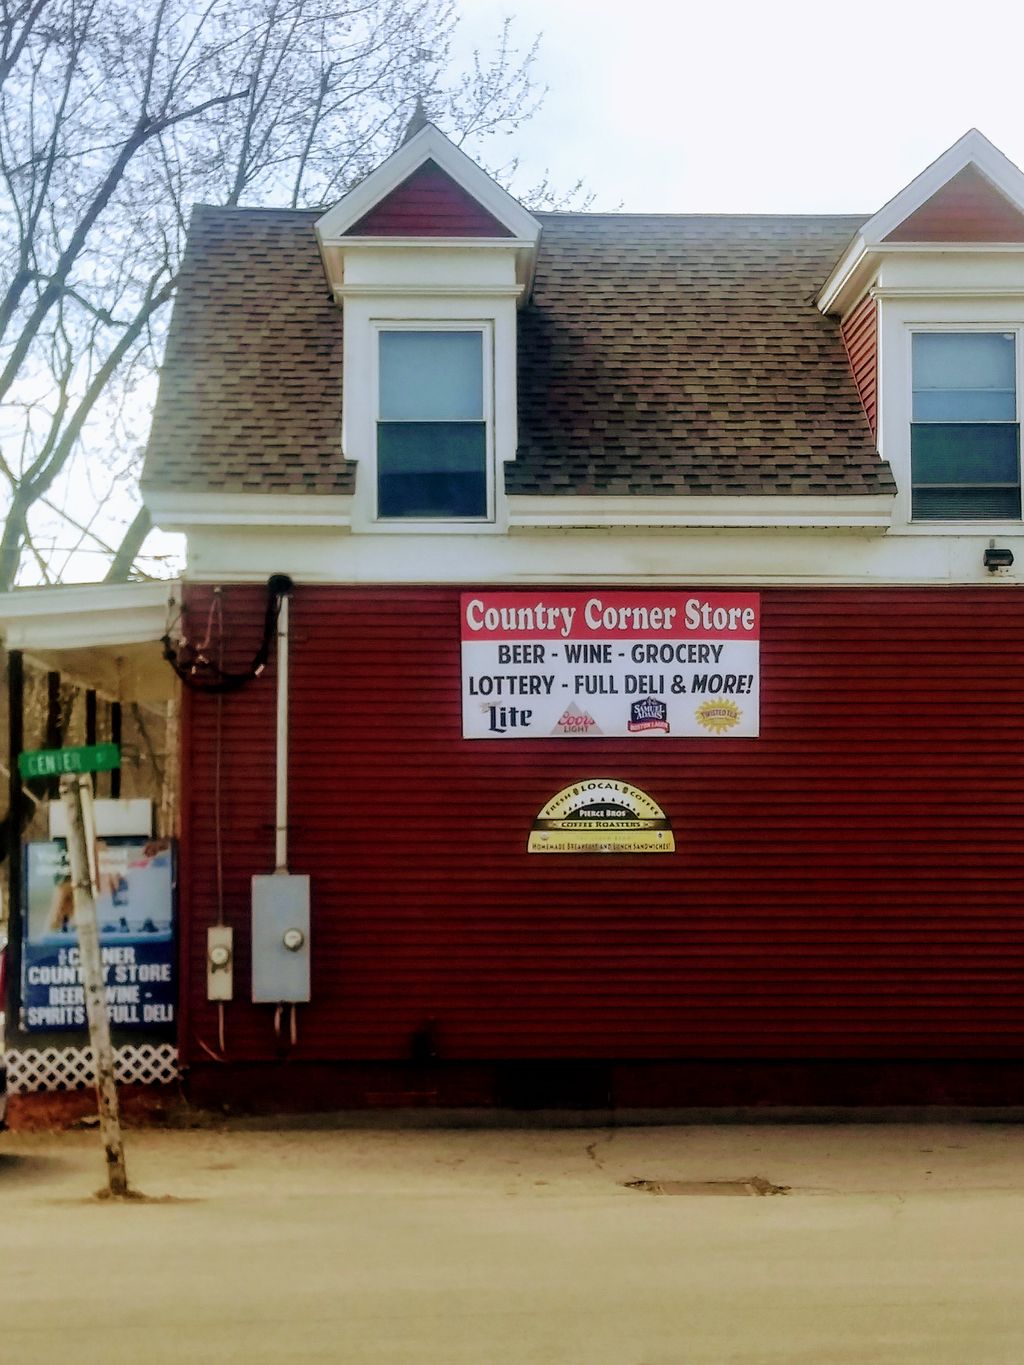 Country Corner Store
BEER - WINE - GROCERY
LOTTERY - FULL DELI & MORE!
Lite
Coors
LIGHT
SAMUEL
ADAMS
BOSTON LAGER
TWISTED TEA
FRESH LOCAL COFFEE
PIERCE BROS
COFFEE ROASTERS
HOMEMADE BREAKFAST AND LUNCH SANDWICHES!
CENTER ST
COUNTRY STORE
BEER - WINE -
SPIRITS FULL DELI